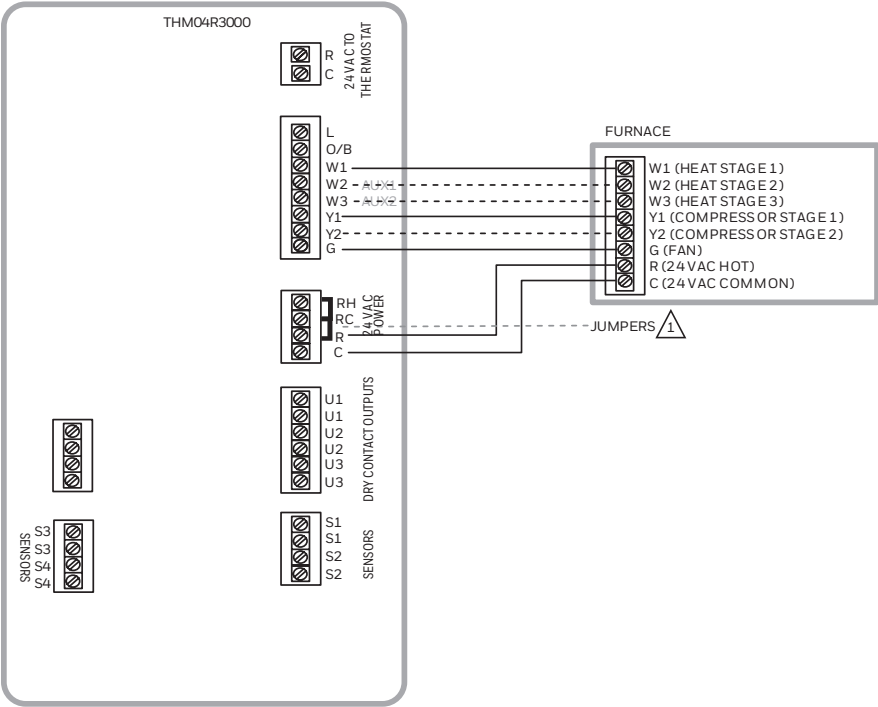 THM04R3000
R
C
24 VAC TO
THERMOSTAT
L
O/B
W1
W2 AUX1
W3 AUX2
Y1
Y2
G
FURNACE
W1 (HEAT STAGE 1)
W2 (HEAT STAGE 2)
W3 (HEAT STAGE 3)
Y1 (COMPRESSOR STAGE 1)
Y2 (COMPRESSOR STAGE 2)
G (FAN)
R (24 VAC HOT)
C (24 VAC COMMON)
RH
RC
R
C
24 VAC
POWER
JUMPERS 1
U1
U1
U2
U2
U3
U3
DRY CONTACT OUTPUTS
S1
S1
S2
S2
SENSORS
S3
S3
S4
S4
SENSORS